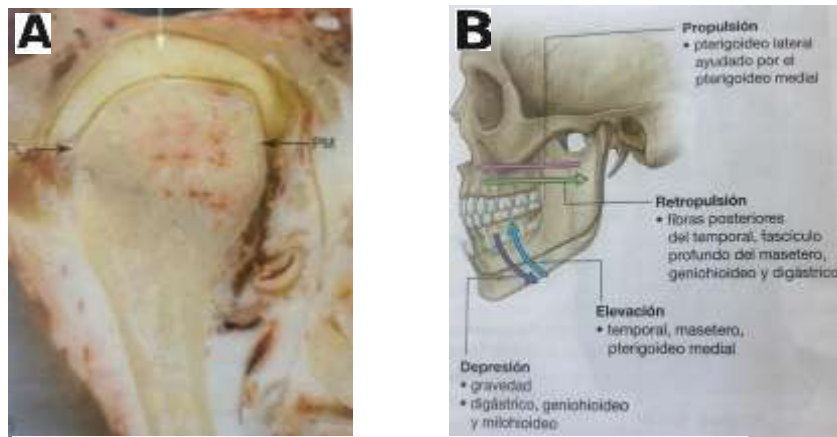 A
PM
B
Propulsión
• pterigoideo lateral
ayudado por el
pterigoideo medial
Retropulsión
• fibras posteriores
del temporal, fascículo
profundo del masetero,
geniohioideo y digástrico
Elevación
• temporal, masetero,
pterigoideo medial
Depresión
• gravedad
• digástrico, geniohioideo
y milohioideo